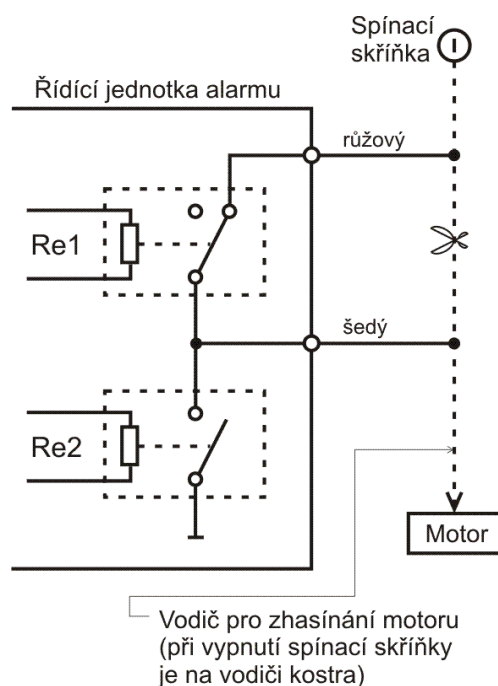 Spínací
skříňka
Řídící jednotka alarmu
růžový
Re1
šedý
Re2
Motor
Vodič pro zhasínání motoru
(při vypnutí spínací skříňky
je na vodiči kostra)